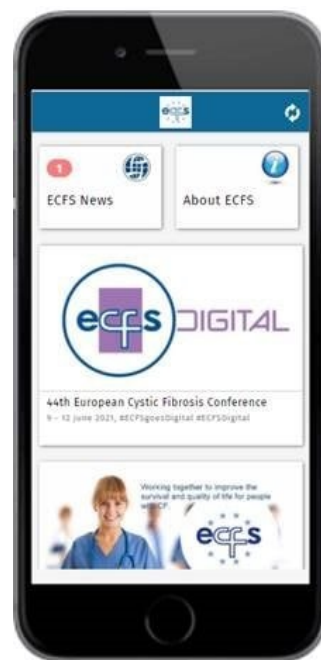 ecfs
1
ECFS News
About ECFS
ecfs DIGITAL
44th European Cystic Fibrosis Conference
9 - 12 June 2021, #ECFSgoesDigital #ECFSDigital
Working together to improve the
survival and quality of life for people
with CF.
ecfs